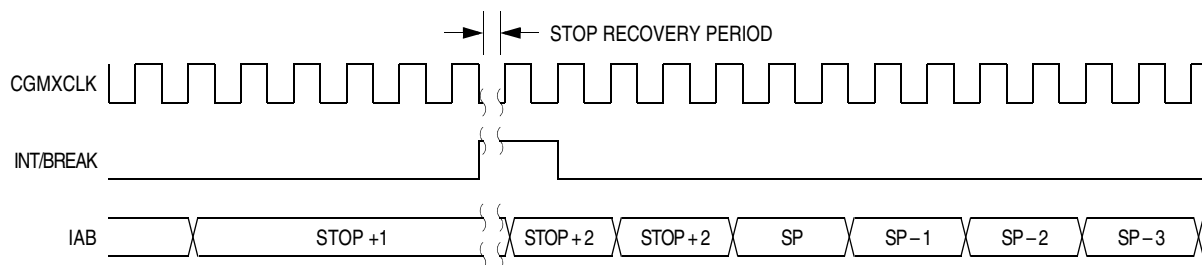 STOP RECOVERY PERIOD
CGMXCLK
INT/BREAK
IAB STOP +1 STOP + 2 STOP + 2 SP SP – 1 SP – 2 SP – 3